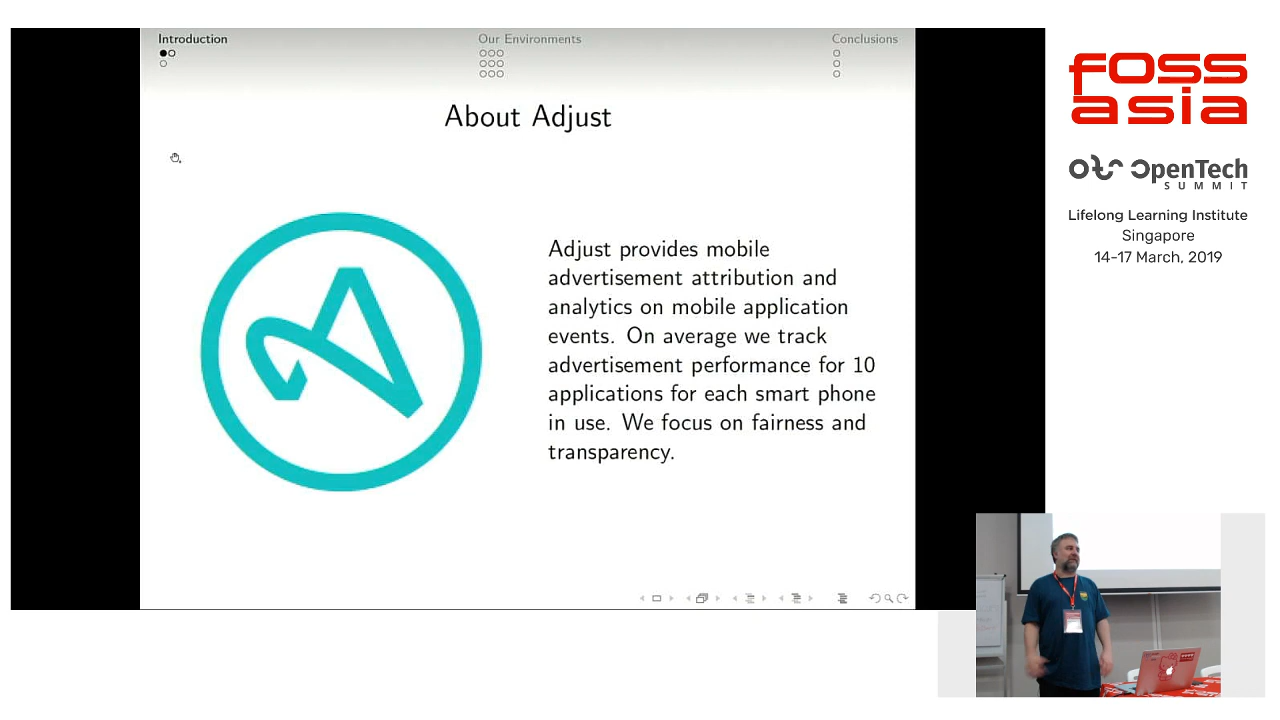 Introduction
Our Environments
Conclusions
About Adjust
Adjust provides mobile
advertisement attribution and
analytics on mobile application
events. On average we track
advertisement performance for 10
applications for each smart phone
in use. We focus on fairness and
transparency.
FOSS
asia
OpenTech
SUMMIT
Lifelong Learning Institute
Singapore
14-17 March, 2019